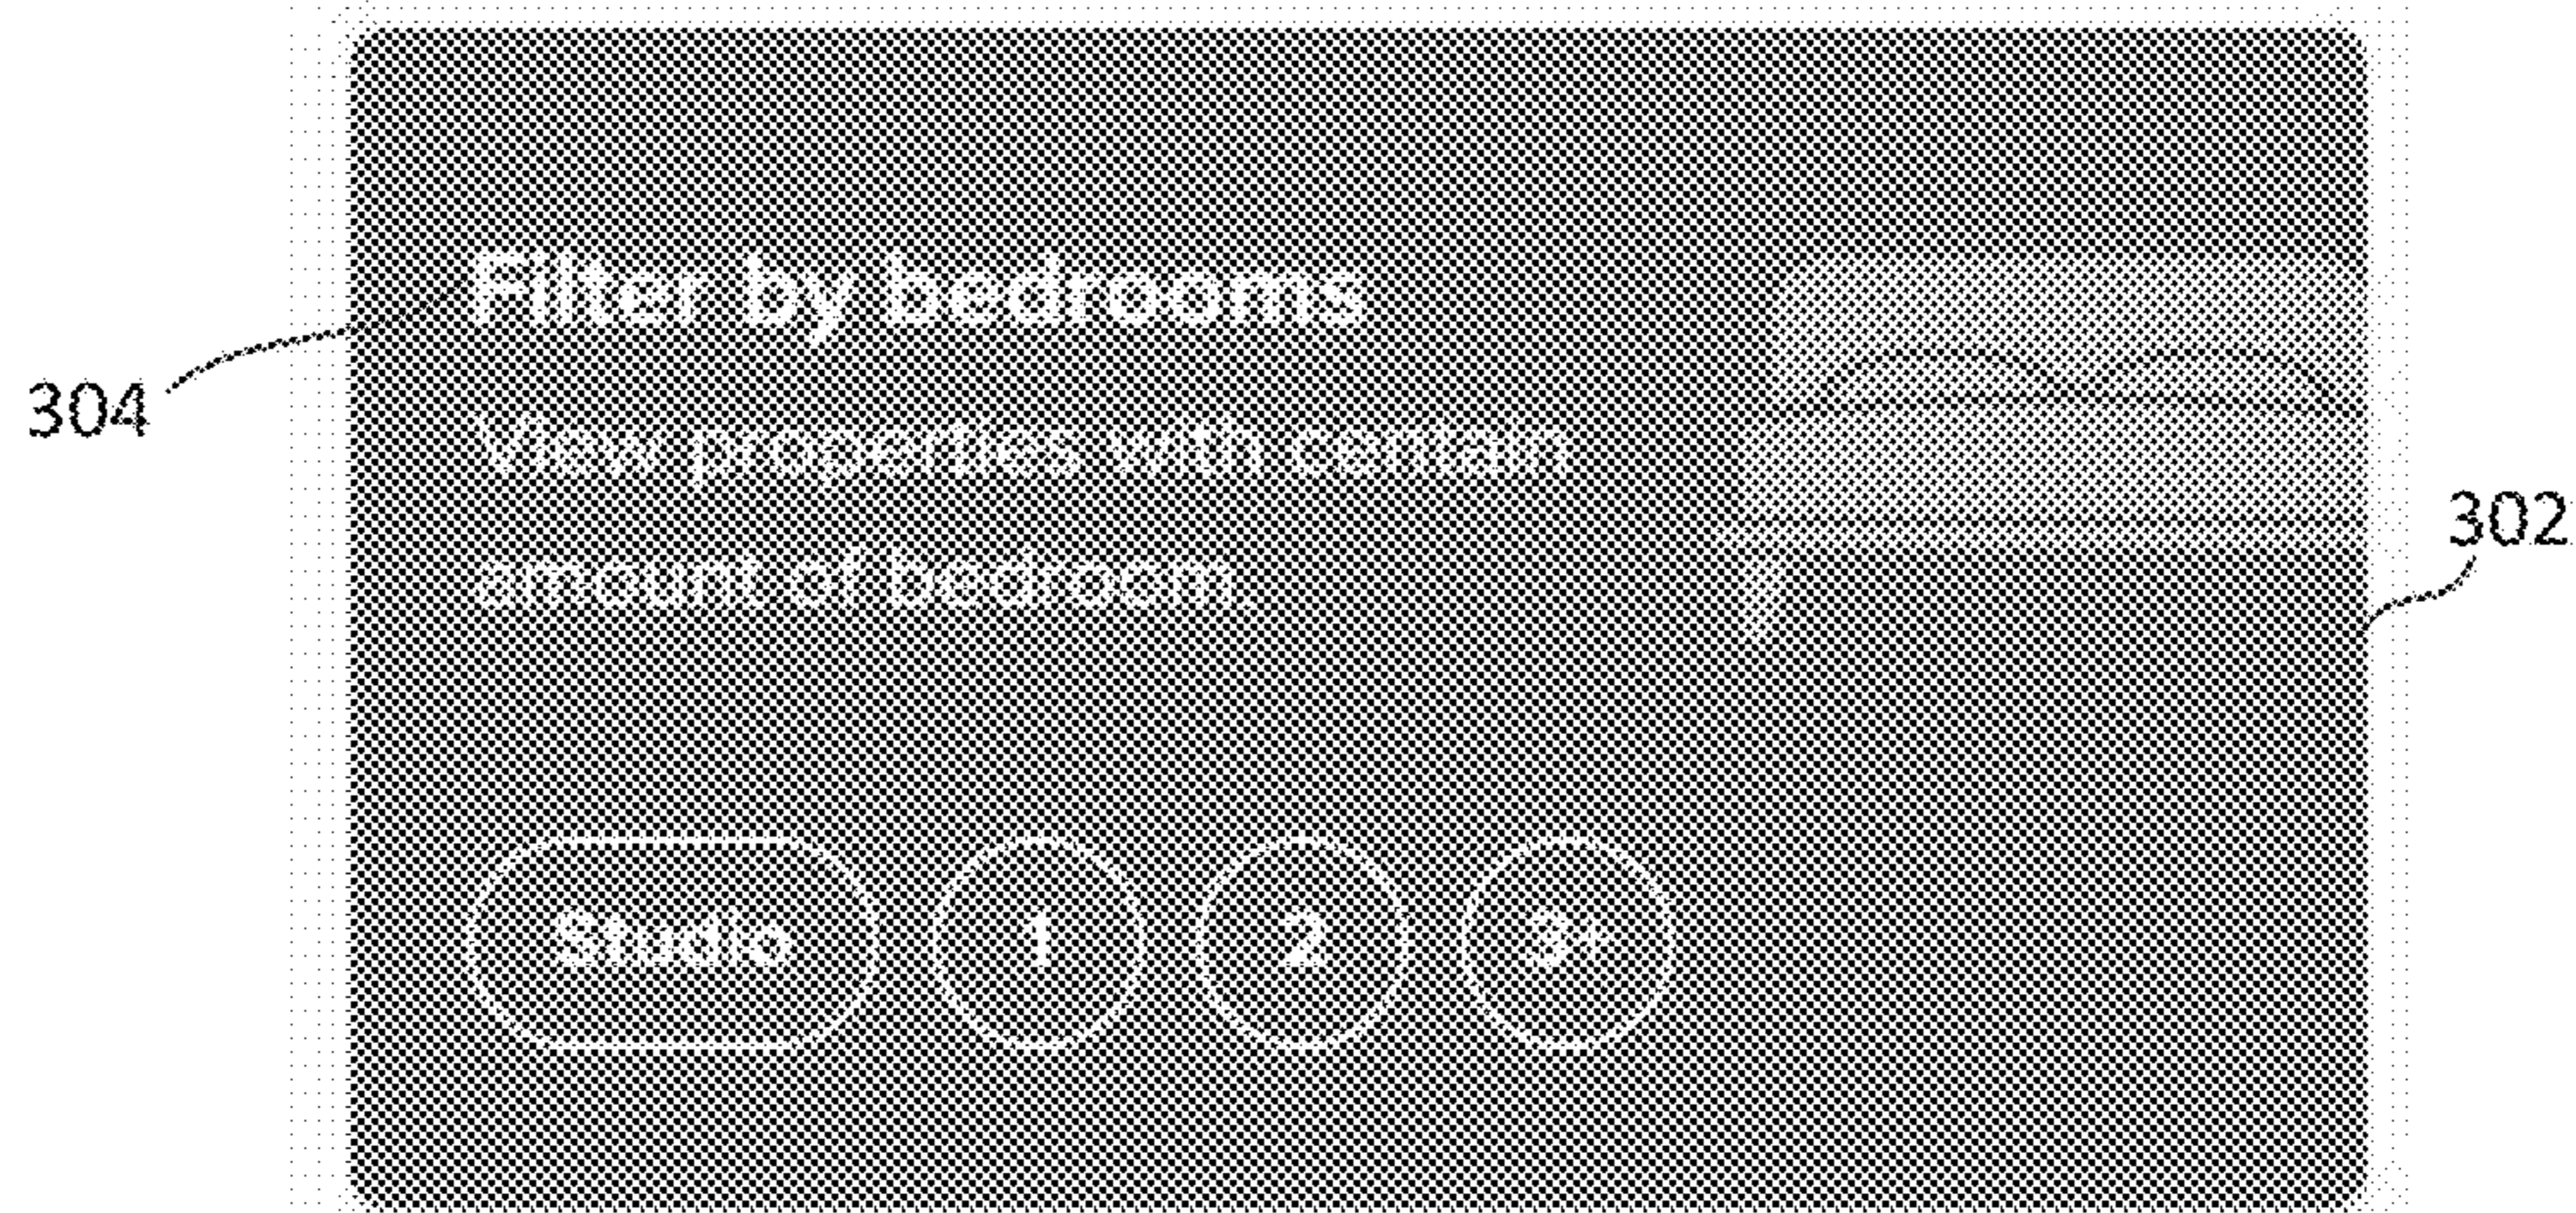 Filter by bedrooms
304
View properties with certain
302
amount of bedroom.
Studio 1 2 3+